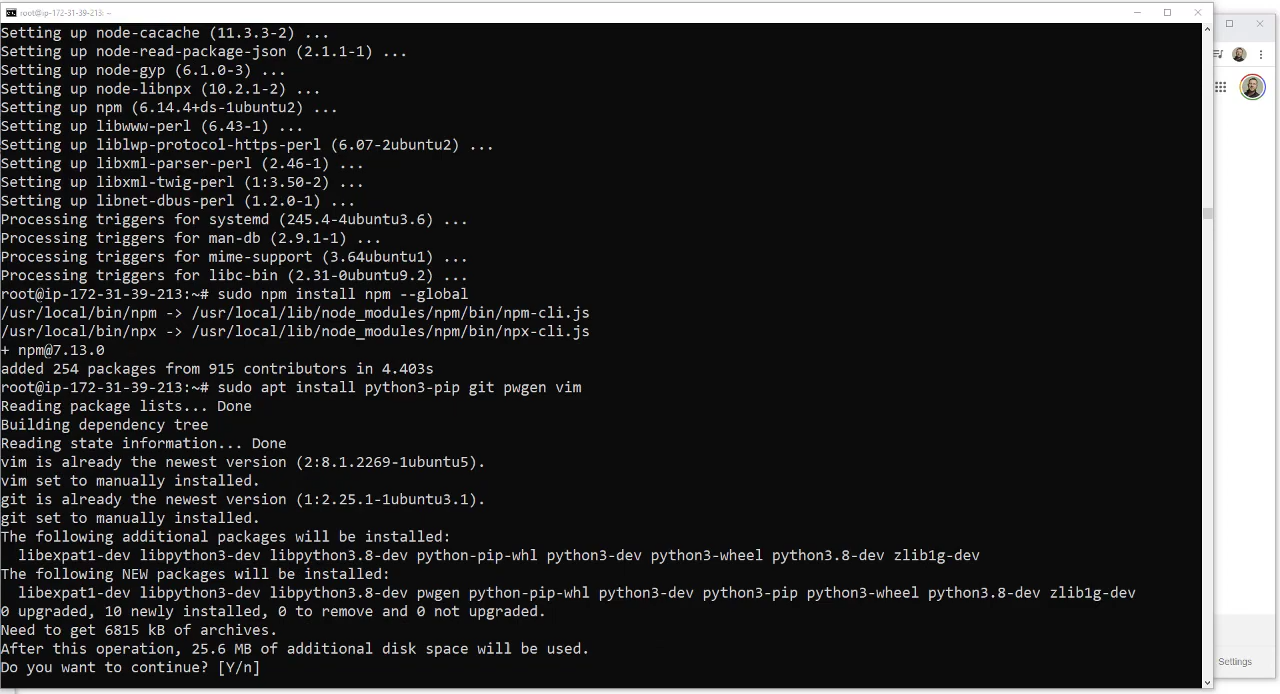 root@ip-172-31-39-213: ~
Setting up node-cacache (11.3.3-2) ...
Setting up node-read-package-json (2.1.1-1) ...
Setting up node-gyp (6.1.0-3) ...
Setting up node-libnpx (10.2.1-2) ...
Setting up npm (6.14.4+ds-1ubuntu2) ...
Setting up libwww-perl (6.43-1) ...
Setting up liblwp-protocol-https-perl (6.07-2ubuntu2) ...
Setting up libxml-parser-perl (2.46-1) ...
Setting up libxml-twig-perl (1:3.50-2) ...
Setting up libnet-dbus-perl (1.2.0-1) ...
Processing triggers for systemd (245.4-4ubuntu3.6) ...
Processing triggers for man-db (2.9.1-1) ...
Processing triggers for mime-support (3.64ubuntu1) ...
Processing triggers for libc-bin (2.31-0ubuntu9.2) ...
root@ip-172-31-39-213:~# sudo npm install npm --global
/usr/local/bin/npm -> /usr/local/lib/node_modules/npm/bin/npm-cli.js
/usr/local/bin/npx -> /usr/local/lib/node_modules/npm/bin/npx-cli.js
+ npm@7.13.0
added 254 packages from 915 contributors in 4.403s
root@ip-172-31-39-213:~# sudo apt install python3-pip git pwgen vim
Reading package lists... Done
Building dependency tree
Reading state information... Done
vim is already the newest version (2:8.1.2269-1ubuntu5).
vim set to manually installed.
git is already the newest version (1:2.25.1-1ubuntu3.1).
git set to manually installed.
The following additional packages will be installed:
  libexpat1-dev libpython3-dev libpython3.8-dev python-pip-whl python3-dev python3-wheel python3.8-dev zlib1g-dev
The following NEW packages will be installed:
  libexpat1-dev libpython3-dev libpython3.8-dev pwgen python-pip-whl python3-dev python3-pip python3-wheel python3.8-dev zlib1g-dev
0 upgraded, 10 newly installed, 0 to remove and 0 not upgraded.
Need to get 6815 kB of archives.
After this operation, 25.6 MB of additional disk space will be used.
Do you want to continue? [Y/n]
Settings